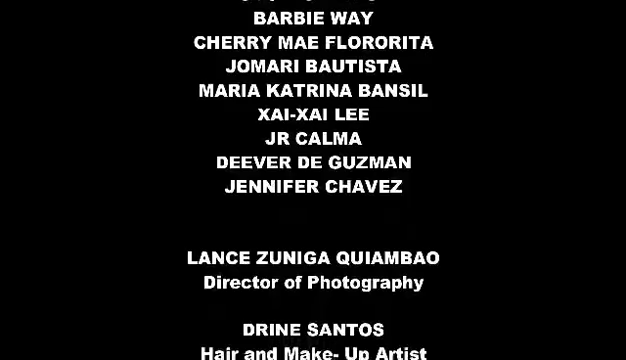 BARBIE WAY
CHERRY MAE FLORORITA
JOMARI BAUTISTA
MARIA KATRINA BANSIL
XAI-XAI LEE
JR CALMA
DEEVER DE GUZMAN
JENNIFER CHAVEZ
LANCE ZUNIGA QUIAMBAO
Director of Photography
DRINE SANTOS
Hair and Make- Up Artist